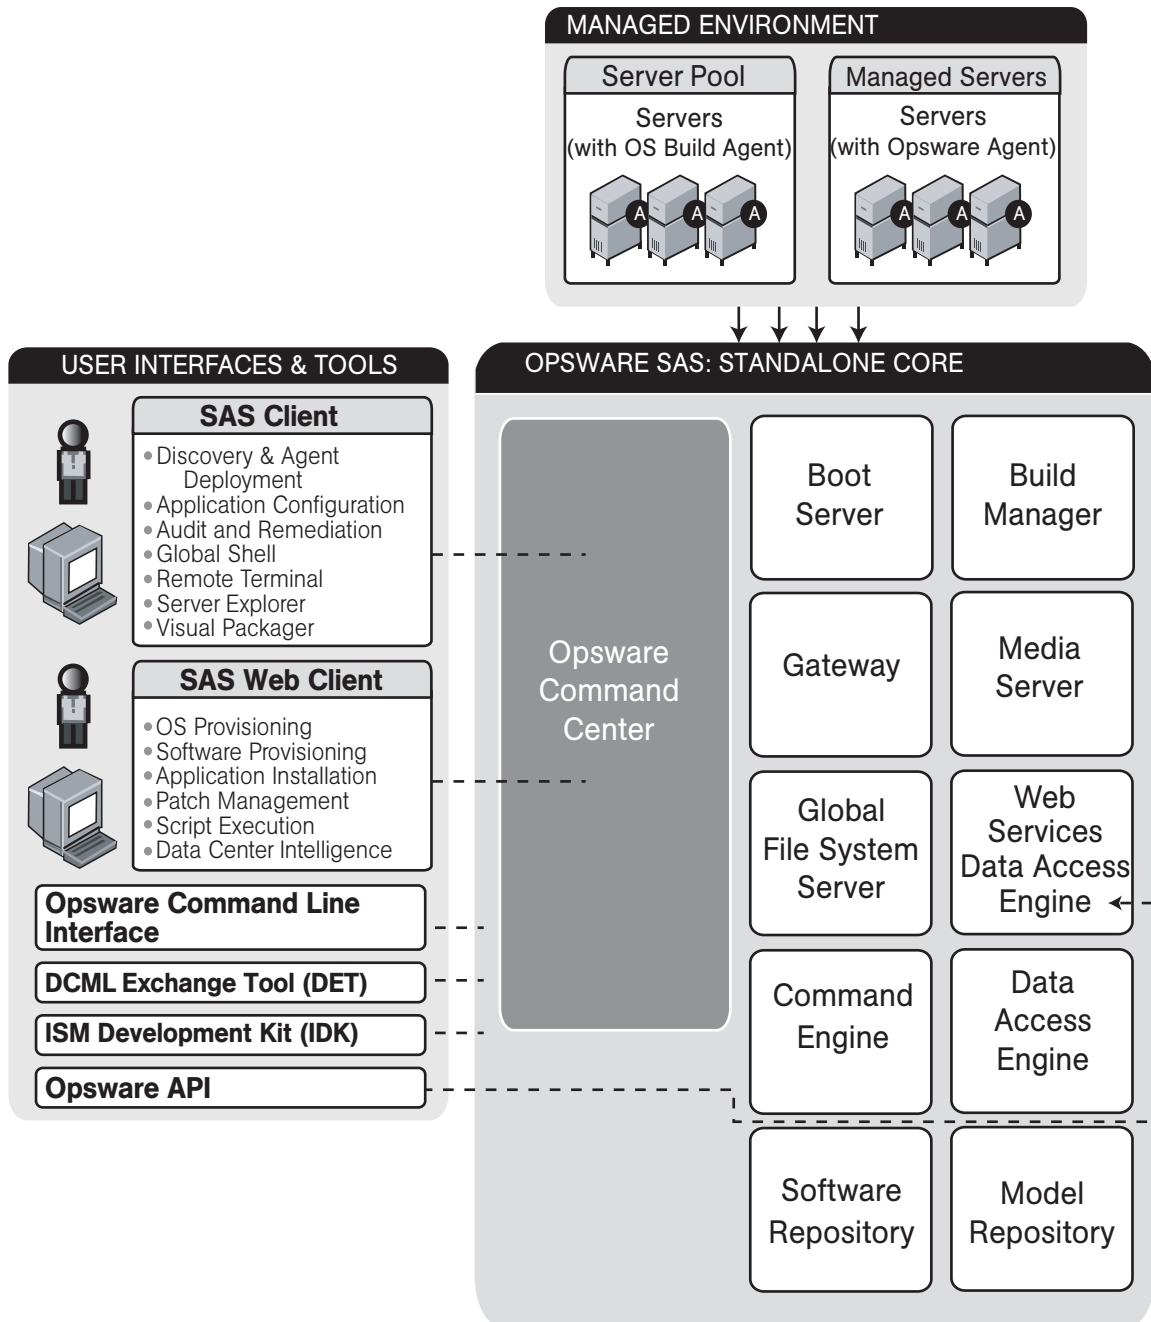 MANAGED ENVIRONMENT
Server Pool
Servers
(with OS Build Agent)
A A A
Managed Servers
Servers
(with Opsware Agent)
A A A
USER INTERFACES & TOOLS
SAS Client
Discovery & Agent
Deployment
Application Configuration
Audit and Remediation
Global Shell
Remote Terminal
Server Explorer
Visual Packager
SAS Web Client
OS Provisioning
Software Provisioning
Application Installation
Patch Management
Script Execution
Data Center Intelligence
Opsware Command Line
Interface
DCML Exchange Tool (DET)
ISM Development Kit (IDK)
Opsware API
OPSWARE SAS: STANDALONE CORE
Opsware
Command
Center
Boot
Server
Build
Manager
Gateway
Media
Server
Global
File System
Server
Web
Services
Data Access
Engine
Command
Engine
Data
Access
Engine
Software
Repository
Model
Repository